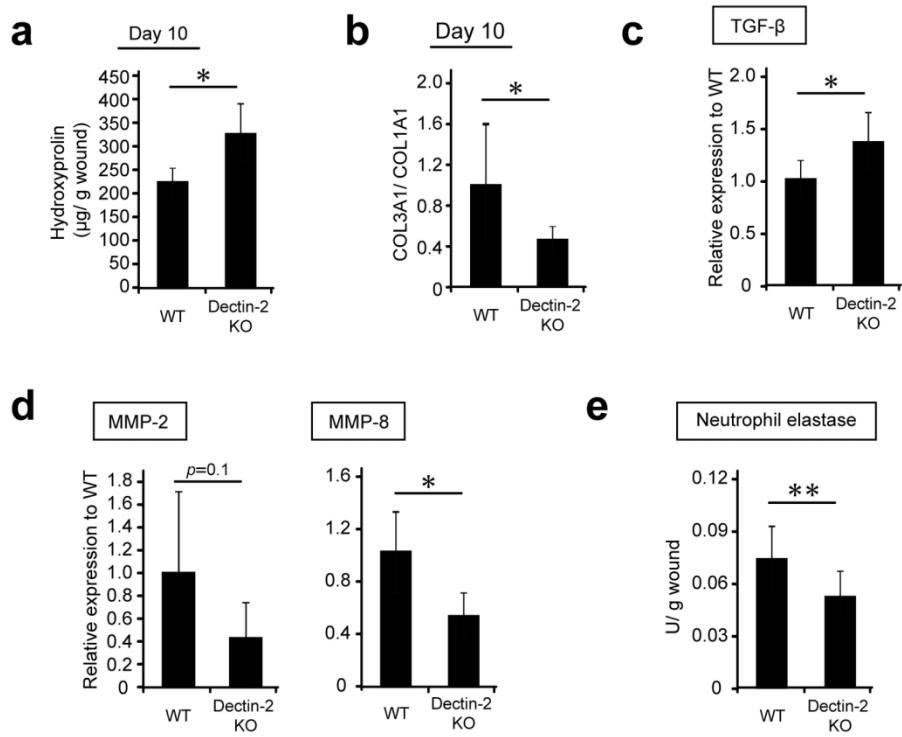 a
Day 10
Hydroxyprolin
(μg/ g wound)
450
400
350
300
250
200
150
100
50
0
*
WT
Dectin-2
KO
b
Day 10
COL3A1/ COL1A1
2.0
1.6
1.2
0.8
0.4
0
*
WT
Dectin-2
KO
c
TGF-β
Relative expression to WT
2.0
1.5
1.0
0.5
0
*
WT
Dectin-2
KO
d
MMP-2
Relative expression to WT
1.8
1.6
1.4
1.2
1.0
0.8
0.6
0.4
0.2
0
p=0.1
WT
Dectin-2
KO
MMP-8
1.6
1.2
0.8
0.4
0
*
WT
Dectin-2
KO
e
Neutrophil elastase
U/ g wound
0.12
0.09
0.06
0.03
0
**
WT
Dectin-2
KO